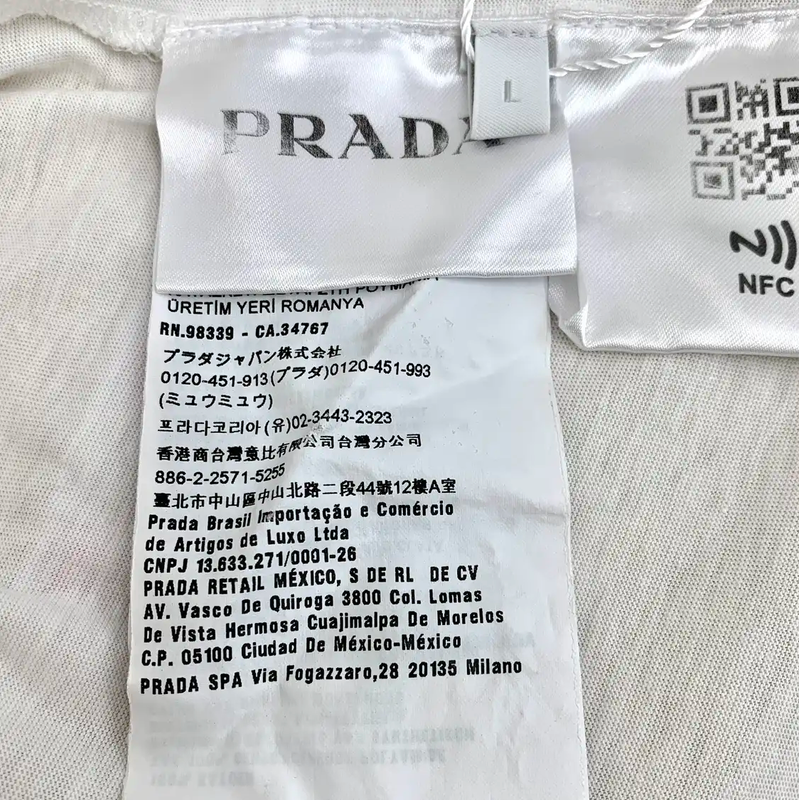 PRADA
L
NFC
ÜRETİM YERİ ROMANYA
RN.98339 - CA.34767
プラダジャパン株式会社
0120-451-913(プラダ)0120-451-993
(ミュウミュウ)
프라다코리아(유)02-3443-2323
香港商台灣意比有限公司台灣分公司
886-2-2571-5255
臺北市中山區中山北路二段44號12樓A室
Prada Brasil Importação e Comércio
de Artigos de Luxo Ltda
CNPJ 13.633.271/0001-26
PRADA RETAIL MÉXICO, S DE RL DE CV
AV. Vasco De Quiroga 3800 Col. Lomas
De Vista Hermosa Cuajimalpa De Morelos
C.P. 05100 Ciudad De México-México
PRADA SPA Via Fogazzaro,28 20135 Milano